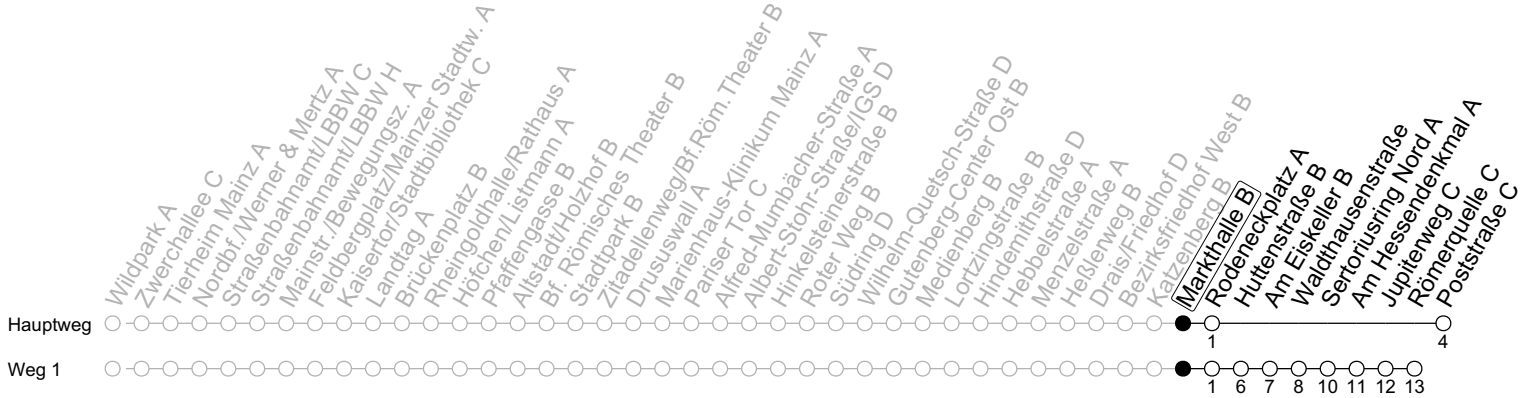 Wildpark A
Zwerchallee C
Tierheim Mainz A
Nordbf./Werner & Mertz A
Straßenbahnamt/LBBW C
Straßenbahnamt/LBBW H
Mainstr./Bewegungsz. A
Feldbergplatz/Mainzer Stadtw. A
Kaisertor/Stadtbibliothek C
Landtag A
Brückenplatz B
Rheingoldhalle/Rathaus A
Höfchen/Listmann A
Pfaffengasse B
Altstadt/Holzhof B
Bf. Römisches Theater B
Stadtpark B
Zitadellenweg/Bf.Röm.Theater B
Drususwall A
Marienhaus-Klinikum Mainz A
Pariser Tor C
Alfred-Mumbächer-Straße A
Albert-Stohr-Straße/IGS D
Hinkelsteinerstraße B
Roter Weg B
Südring D
Wilhelm-Quetsch-Straße D
Gutenberg-Center Ost B
Medienberg B
Lortzingstraße B
Hindemithstraße D
Hebbelstraße A
Menzelstraße A
Heßlerweg B
Drais/Friedhof D
Bezirksfriedhof West B
Katzenberg B
Markthalle B
Rodeneckplatz A
Huttenstraße B
Am Eiskeller B
Waldthausenstraße
Sertoriusring Nord A
Am Hessendenkmal A
Jupiterweg C
Römerquelle C
Poststraße C
Hauptweg
1 4
Weg 1
1 6 7 8 10 11 12 13